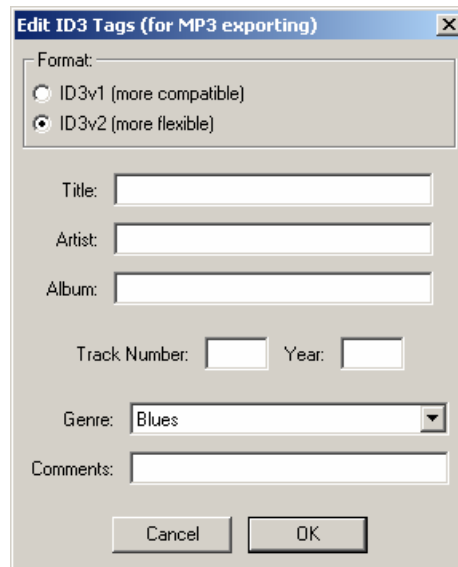 Edit ID3 Tags (for MP3 exporting)
Format:
ID3v1 (more compatible)
ID3v2 (more flexible)
Title:
Artist:
Album:
Track Number: Year:
Genre: Blues
Comments:
Cancel OK